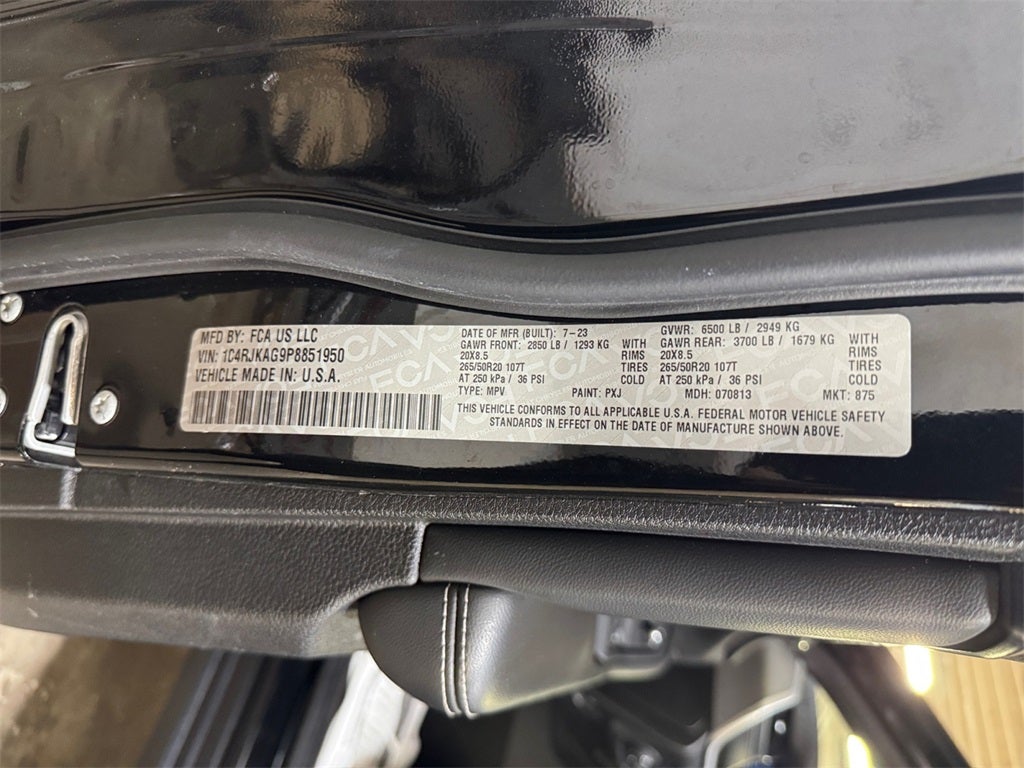 MFD BY: FCA US LLC
VIN: 1C4RJKAG9P8851950
VEHICLE MADE IN: U.S.A.
DATE OF MFR (BUILT): 7-23
GAWR FRONT: 2850 LB / 1293 KG WITH
20X8.5 RIMS
265/50R20 107T TIRES
AT 250 kPa / 36 PSI COLD
TYPE: MPV PAINT: PXJ
GVWR: 6500 LB / 2949 KG
GAWR REAR: 3700 LB / 1679 KG WITH
20X8.5 RIMS
265/50R20 107T TIRES
AT 250 kPa / 36 PSI COLD
MDH: 070813 MKT: 875
THIS VEHICLE CONFORMS TO ALL APPLICABLE U.S.A. FEDERAL MOTOR VEHICLE SAFETY
STANDARDS IN EFFECT ON THE DATE OF MANUFACTURE SHOWN ABOVE.